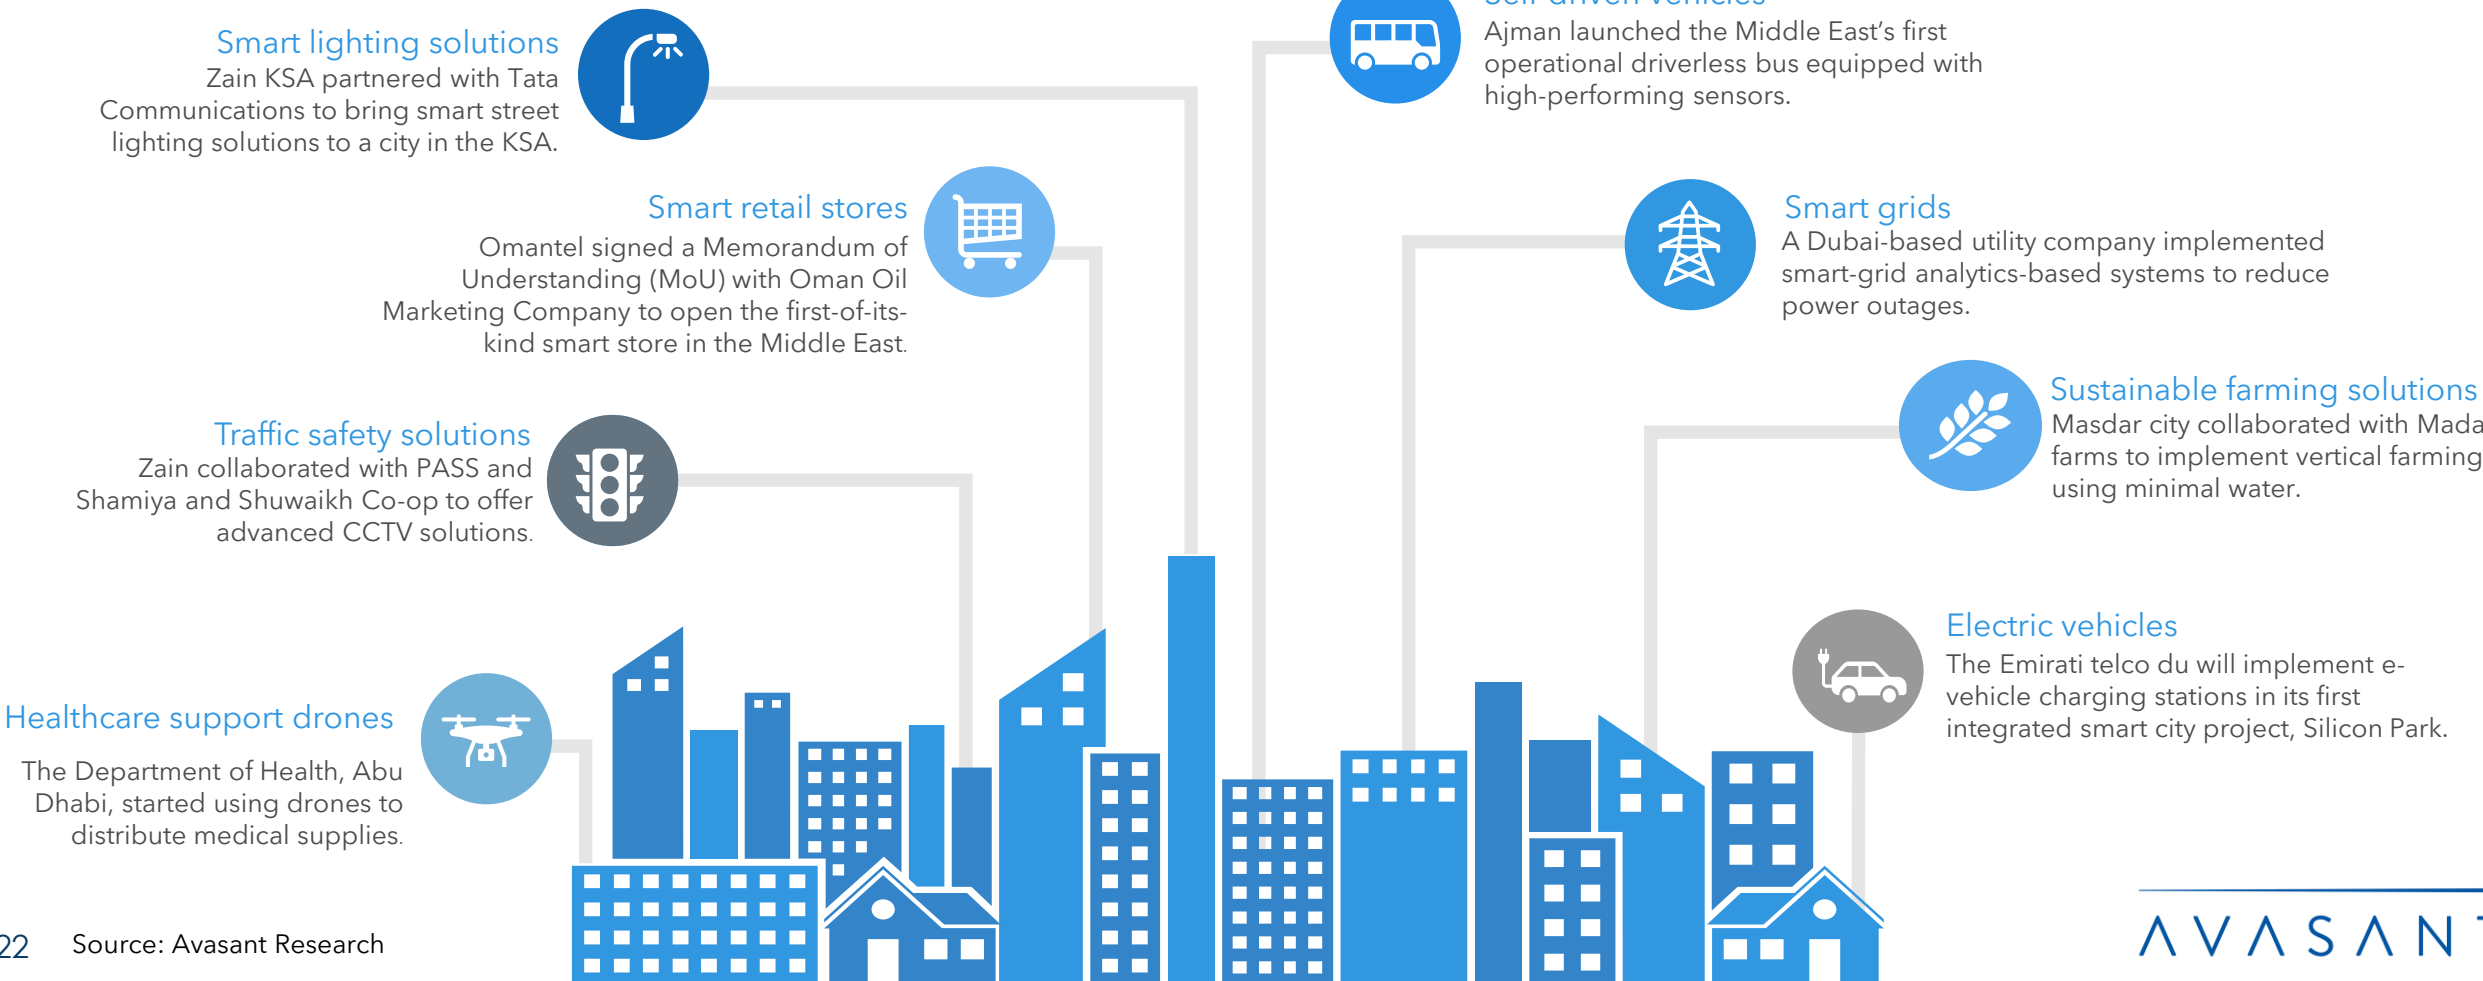 Smart lighting solutions
Zain KSA partnered with Tata
Communications to bring smart street
lighting solutions to a city in the KSA.
Self-driven vehicles
Ajman launched the Middle East’s first
operational driverless bus equipped with
high-performing sensors.
Smart retail stores
Omantel signed a Memorandum of
Understanding (MoU) with Oman Oil
Marketing Company to open the first-of-its-
kind smart store in the Middle East.
Smart grids
A Dubai-based utility company implemented
smart-grid analytics-based systems to reduce
power outages.
Traffic safety solutions
Zain collaborated with PASS and
Shamiya and Shuwaikh Co-op to offer
advanced CCTV solutions.
Sustainable farming solutions
Masdar city collaborated with Mada
farms to implement vertical farming
using minimal water.
Healthcare support drones
The Department of Health, Abu
Dhabi, started using drones to
distribute medical supplies.
Electric vehicles
The Emirati telco du will implement e-
vehicle charging stations in its first
integrated smart city project, Silicon Park.
22
Source: Avasant Research
AVASANT